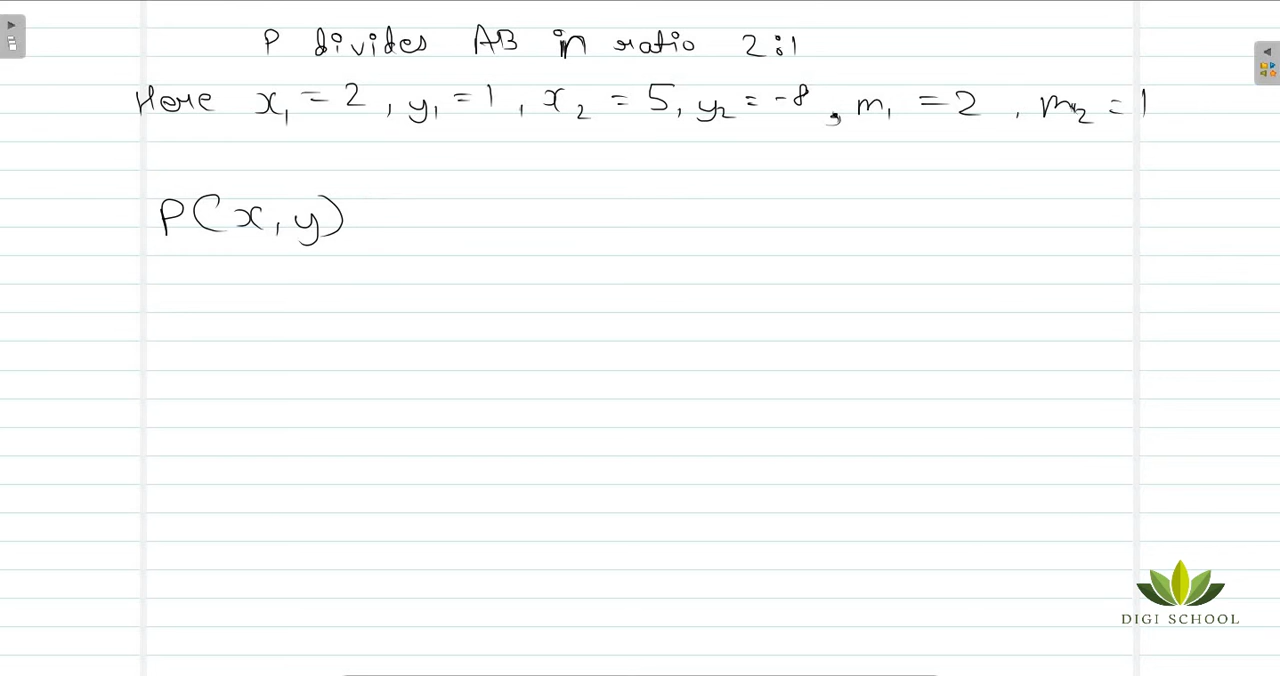 P divides AB in ratio 2:1
Here x₁ = 2, y₁ = 1, x₂ = 5, y₂ = -8, m₁ = 2, m₂ = 1
P(x, y)
DIGI SCHOOL